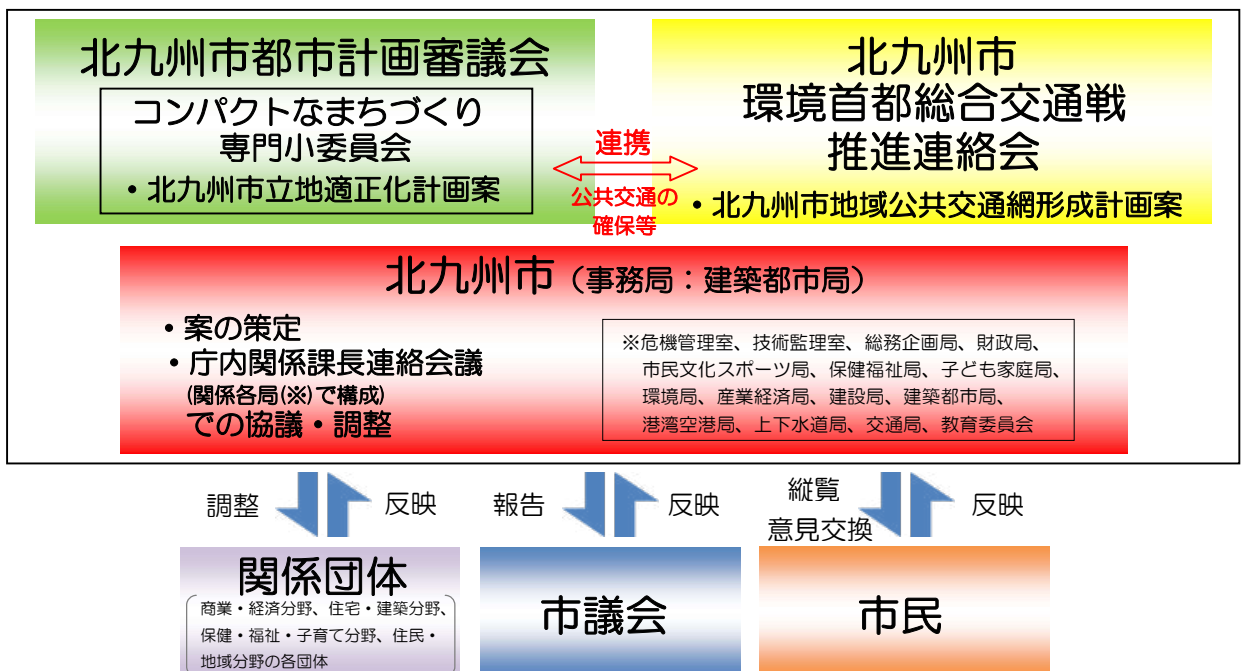 北九州市都市計画審議会
コンパクトなまちづくり
専門小委員会
・北九州市立地適正化計画案
連携
公共交通の
確保等
北九州市
環境首都総合交通戦
推進連絡会
・北九州市地域公共交通網形成計画案
北九州市（事務局：建築都市局）
・案の策定
・庁内関係課長連絡会議
(関係各局(※)で構成)
での協議・調整
※危機管理室、技術監理室、総務企画局、財政局、
市民文化スポーツ局、保健福祉局、子ども家庭局、
環境局、産業経済局、建設局、建築都市局、
港湾空港局、上下水道局、交通局、教育委員会
調整
反映
報告
反映
縦覧
意見交換
反映
関係団体
商業・経済分野、住宅・建築分野、
保健・福祉・子育て分野、住民・
地域分野の各団体
市議会
市民